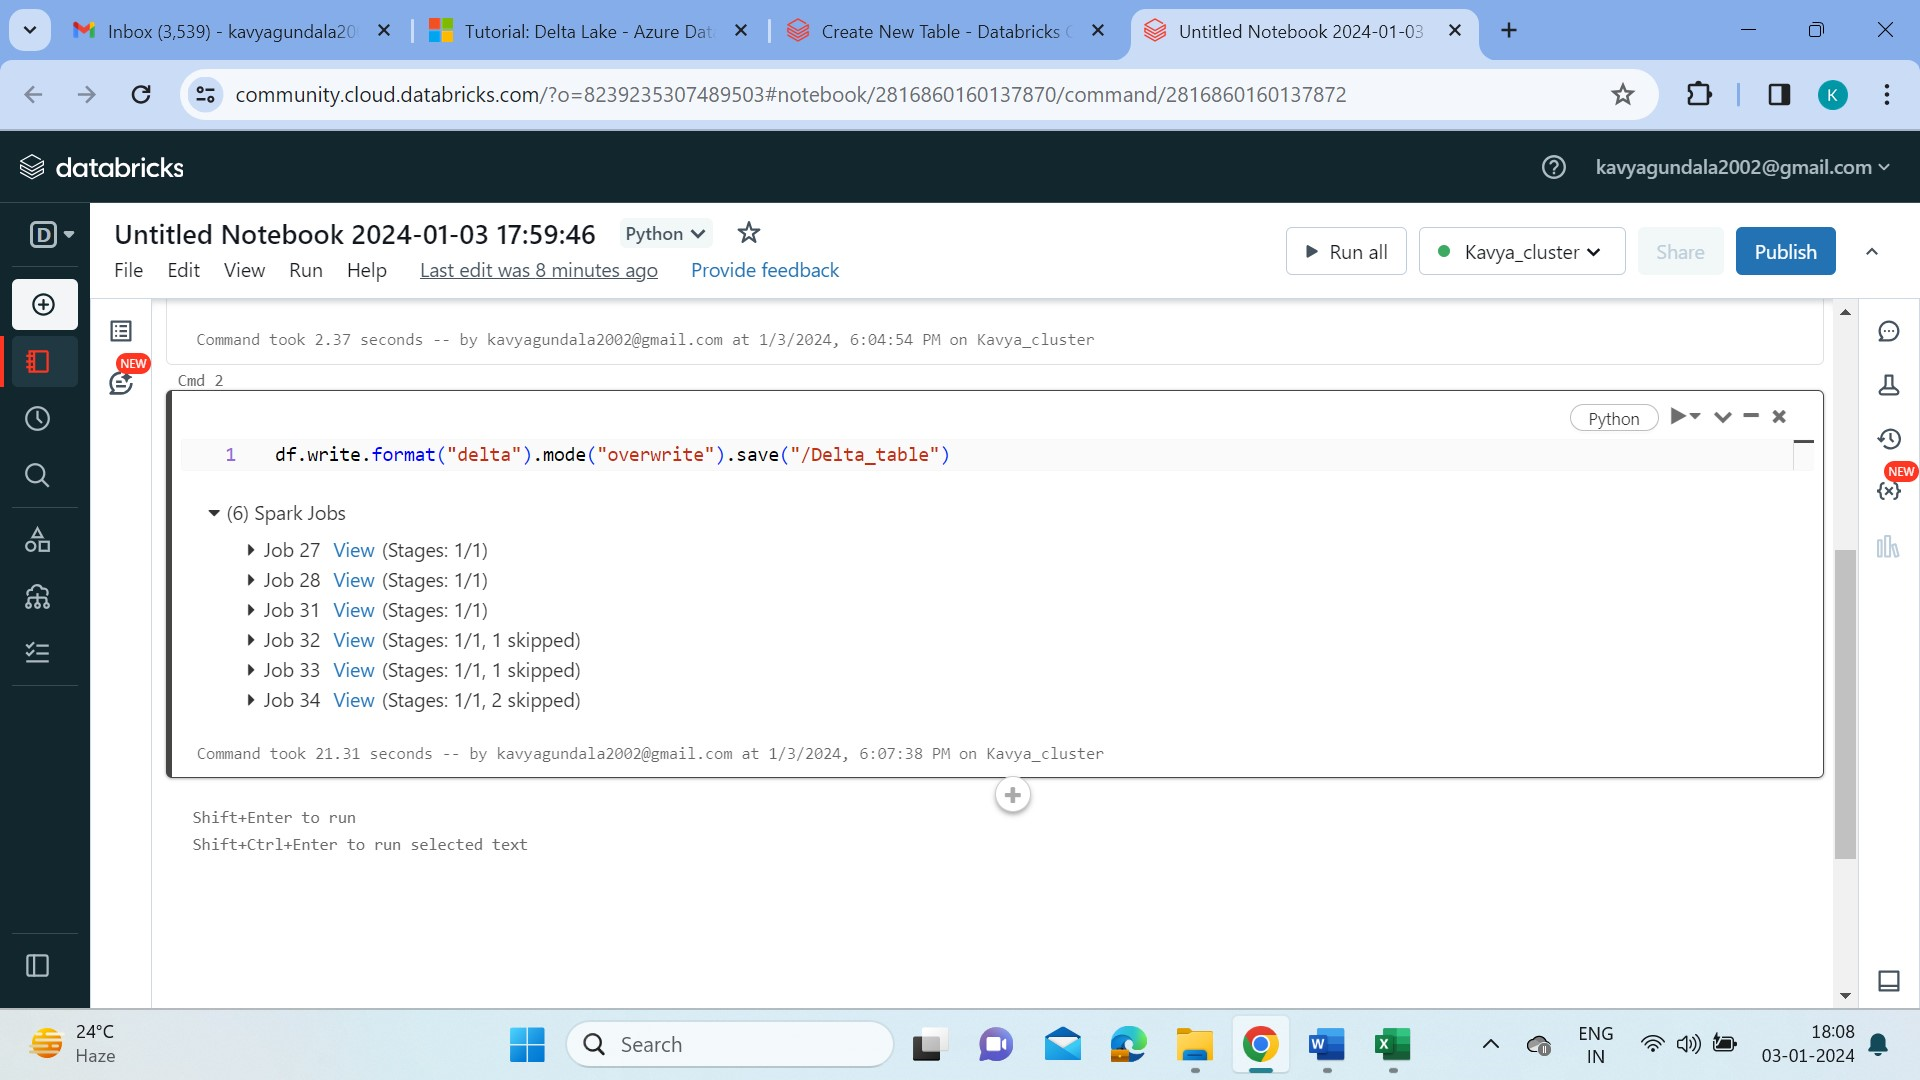 Inbox (3,539) - kavyagundala20
Tutorial: Delta Lake - Azure Dat
Create New Table - Databricks C
Untitled Notebook 2024-01-03
community.cloud.databricks.com/?o=8239235307489503#notebook/2816860160137870/command/2816860160137872
K
databricks
kavyagundala2002@gmail.com
D
Untitled Notebook 2024-01-03 17:59:46
Python
Run all
Kavya_cluster
Share
Publish
File
Edit
View
Run
Help
Last edit was 8 minutes ago
Provide feedback
NEW
Command took 2.37 seconds -- by kavyagundala2002@gmail.com at 1/3/2024, 6:04:54 PM on Kavya_cluster
Cmd 2
Python
1 df.write.format("delta").mode("overwrite").save("/Delta_table")
NEW
(6) Spark Jobs
Job 27 View (Stages: 1/1)
Job 28 View (Stages: 1/1)
Job 31 View (Stages: 1/1)
Job 32 View (Stages: 1/1, 1 skipped)
Job 33 View (Stages: 1/1, 1 skipped)
Job 34 View (Stages: 1/1, 2 skipped)
Command took 21.31 seconds -- by kavyagundala2002@gmail.com at 1/3/2024, 6:07:38 PM on Kavya_cluster
Shift+Enter to run
Shift+Ctrl+Enter to run selected text
24°C
Haze
Search
W
X
ENG
IN
18:08
03-01-2024